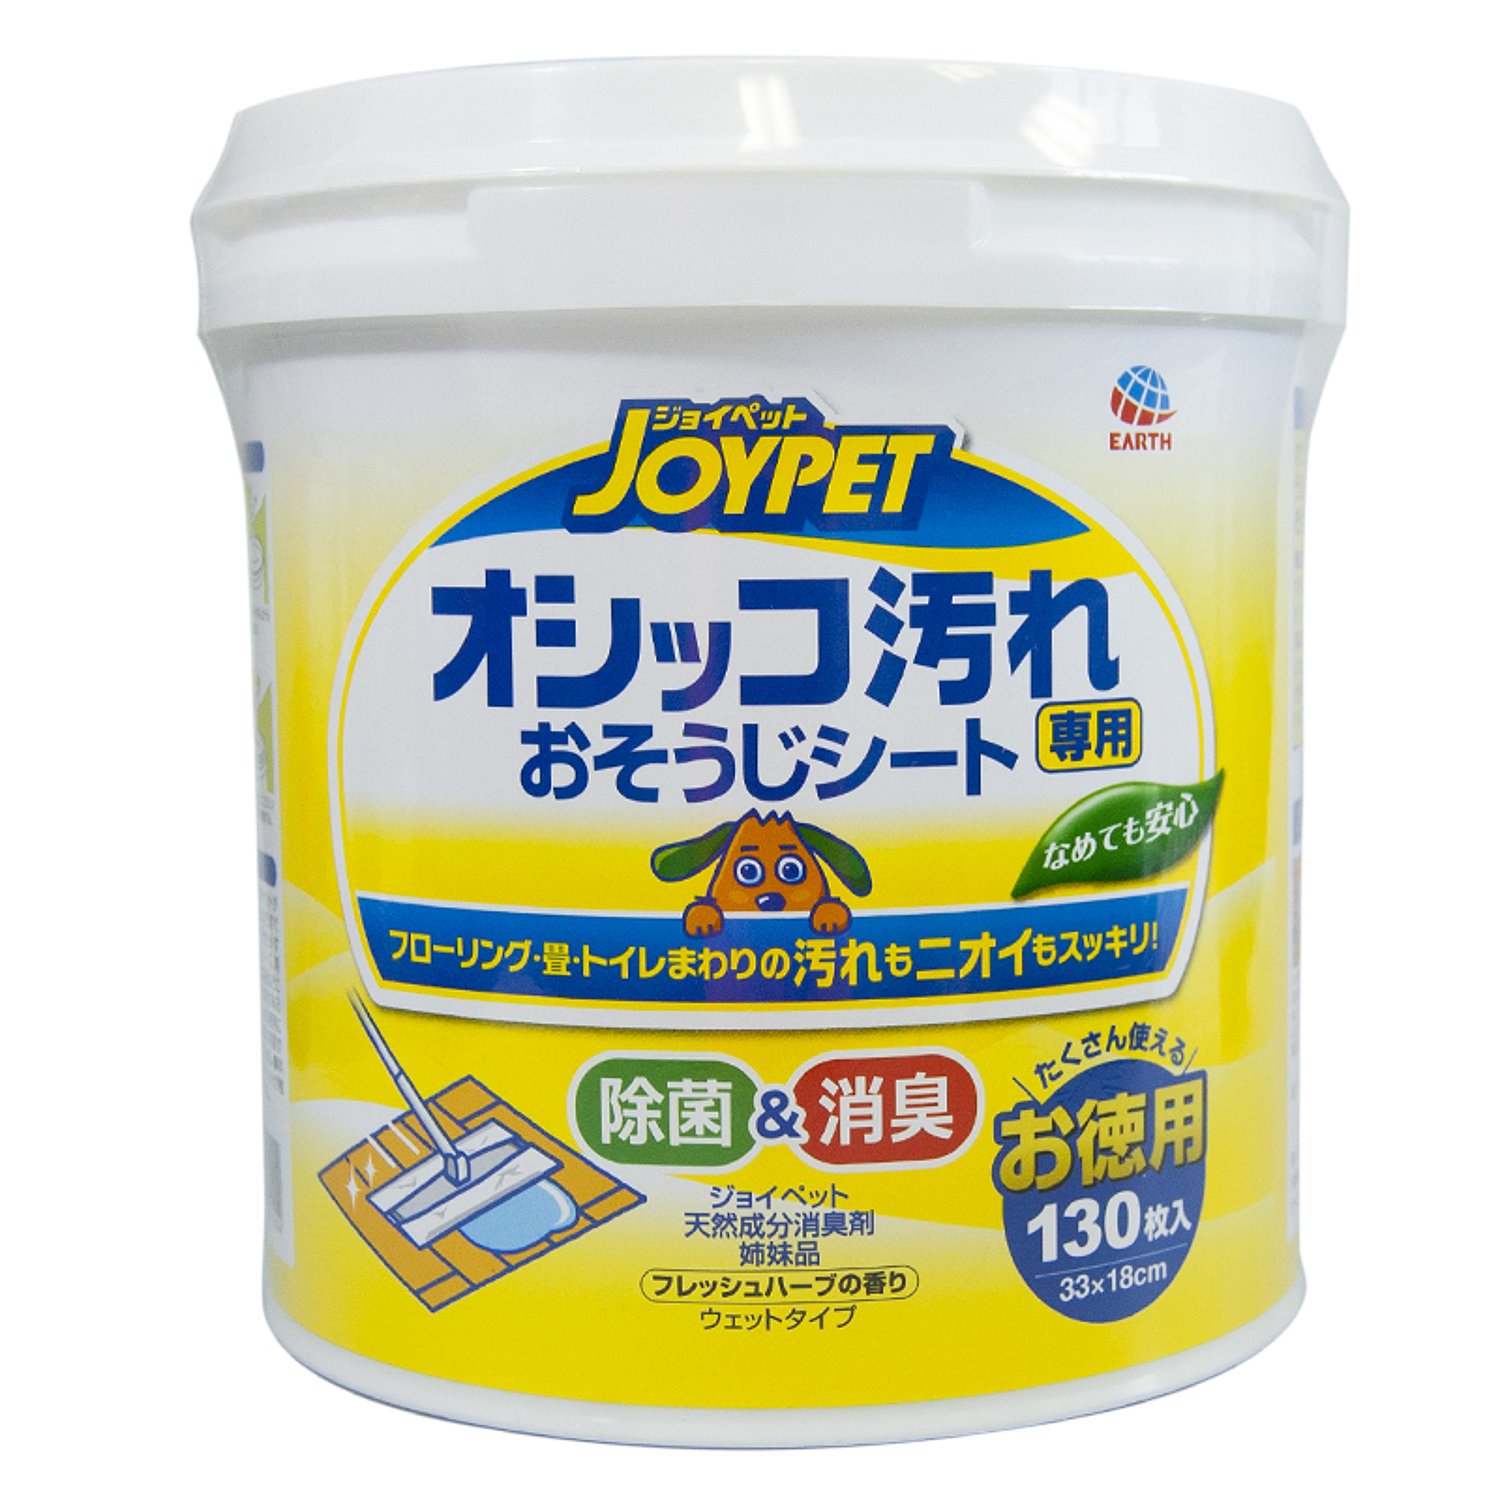 ジョイペット
JOYPET
EARTH
オシッコ汚れ
おそうじシート 専用
なめても安心
フローリング・畳・トイレまわりの汚れもニオイもスッキリ!
たくさん使える
お徳用
130枚入
33×18cm
除菌&消臭
ジョイペット
天然成分消臭剤
姉妹品
フレッシュハーブの香り
ウェットタイプ